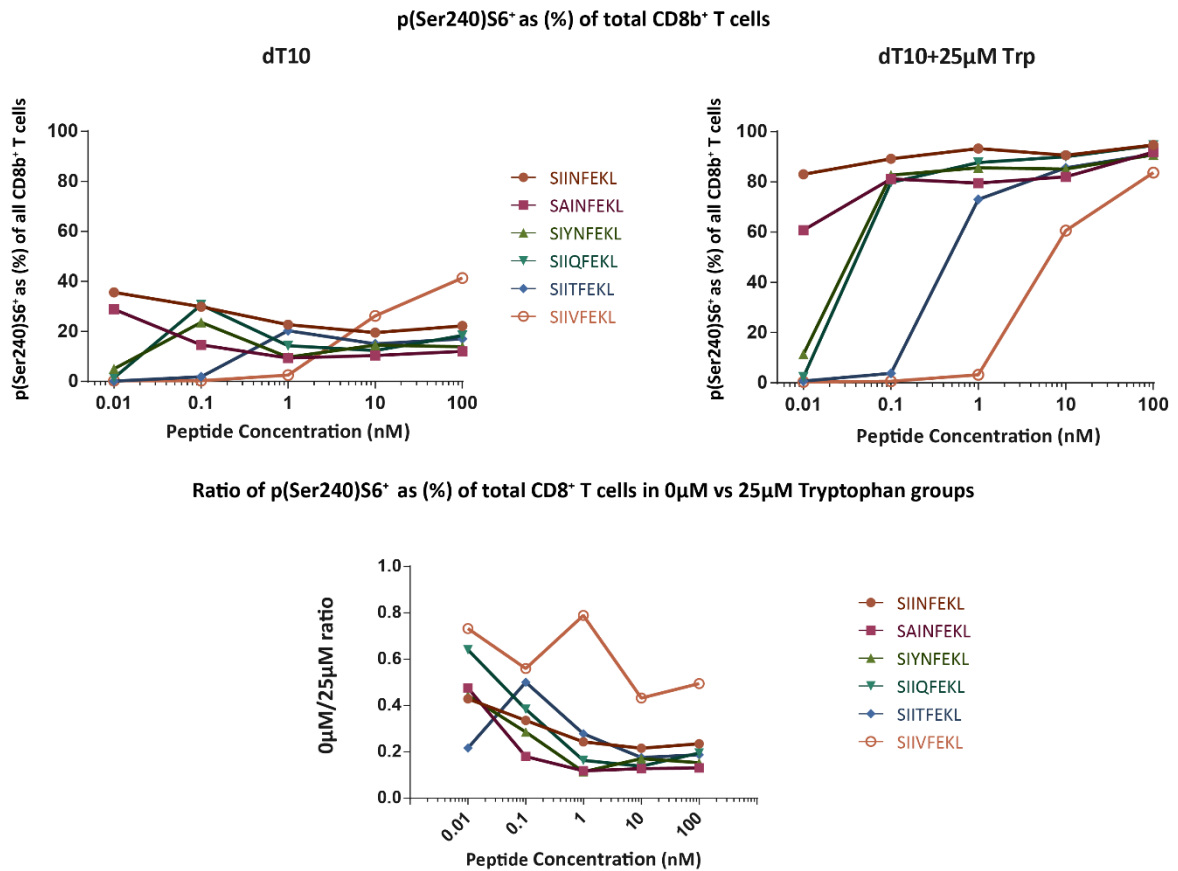 p(Ser240)S6⁺ as (%) of total CD8b⁺ T cells
dT10
dT10+25µM Trp
p(Ser240)S6⁺ as (%) of all CD8b⁺ T cells
100
80
60
40
20
0
0.01 0.1 1 10 100
Peptide Concentration (nM)
SIINFEKL
SAINFEKL
SIYNFEKL
SIIQFEKL
SIITFEKL
SIIVFEKL
p(Ser240)S6⁺ as (%) of all CD8b⁺ T cells
100
80
60
40
20
0
0.01 0.1 1 10 100
Peptide Concentration (nM)
Ratio of p(Ser240)S6⁺ as (%) of total CD8⁺ T cells in 0µM vs 25µM Tryptophan groups
0µM/25µM ratio
1.0
0.8
0.6
0.4
0.2
0.0
0.01 0.1 1 10 100
Peptide Concentration (nM)
SIINFEKL
SAINFEKL
SIYNFEKL
SIIQFEKL
SIITFEKL
SIIVFEKL